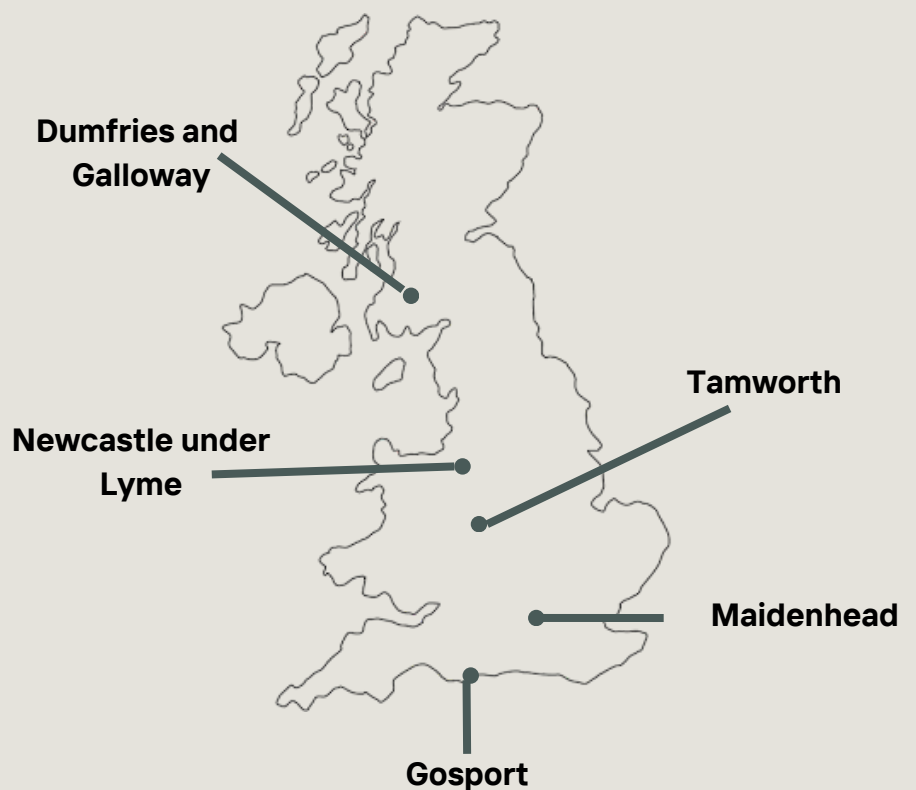 Dumfries and
Galloway
Tamworth
Newcastle under
Lyme
Maidenhead
Gosport